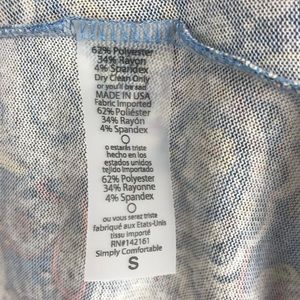 62% Polyester
34% Rayon
4% Spandex
Dry Clean Only
or you'll be sad
MADE IN USA
Fabric Imported
62% Poliéster
34% Rayón
4% Spandex
o estarás triste
hecho en los
estados unidos
tejido importado
62% Polyester
34% Rayonne
4% Spandex
ou vous serez triste
fabriqué aux Etats-Unis
tissu importé
RN#142161
Simply Comfortable
S